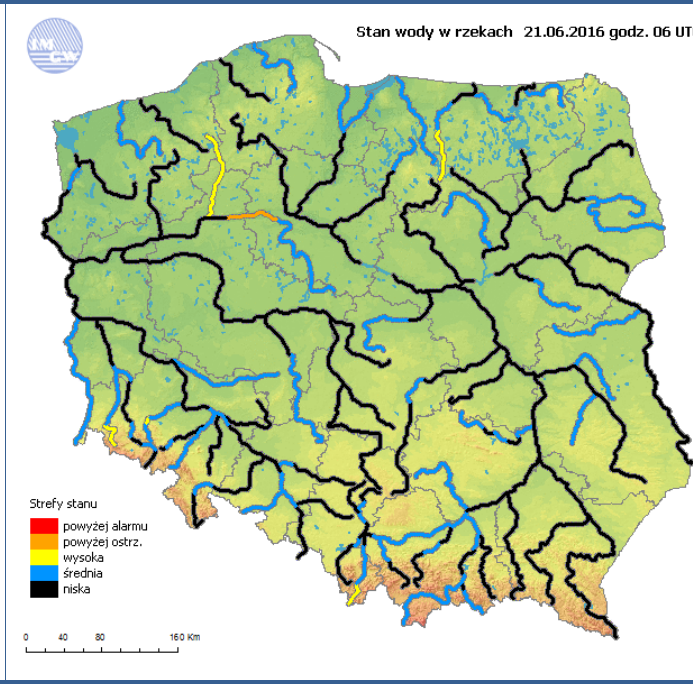 Stan wody w rzekach 21.06.2016 godz. 06 UT
IMGW
Strefy stanu
powyżej alarmu
powyżej ostrz.
wysoka
średnia
niska
0 40 80 160 Km